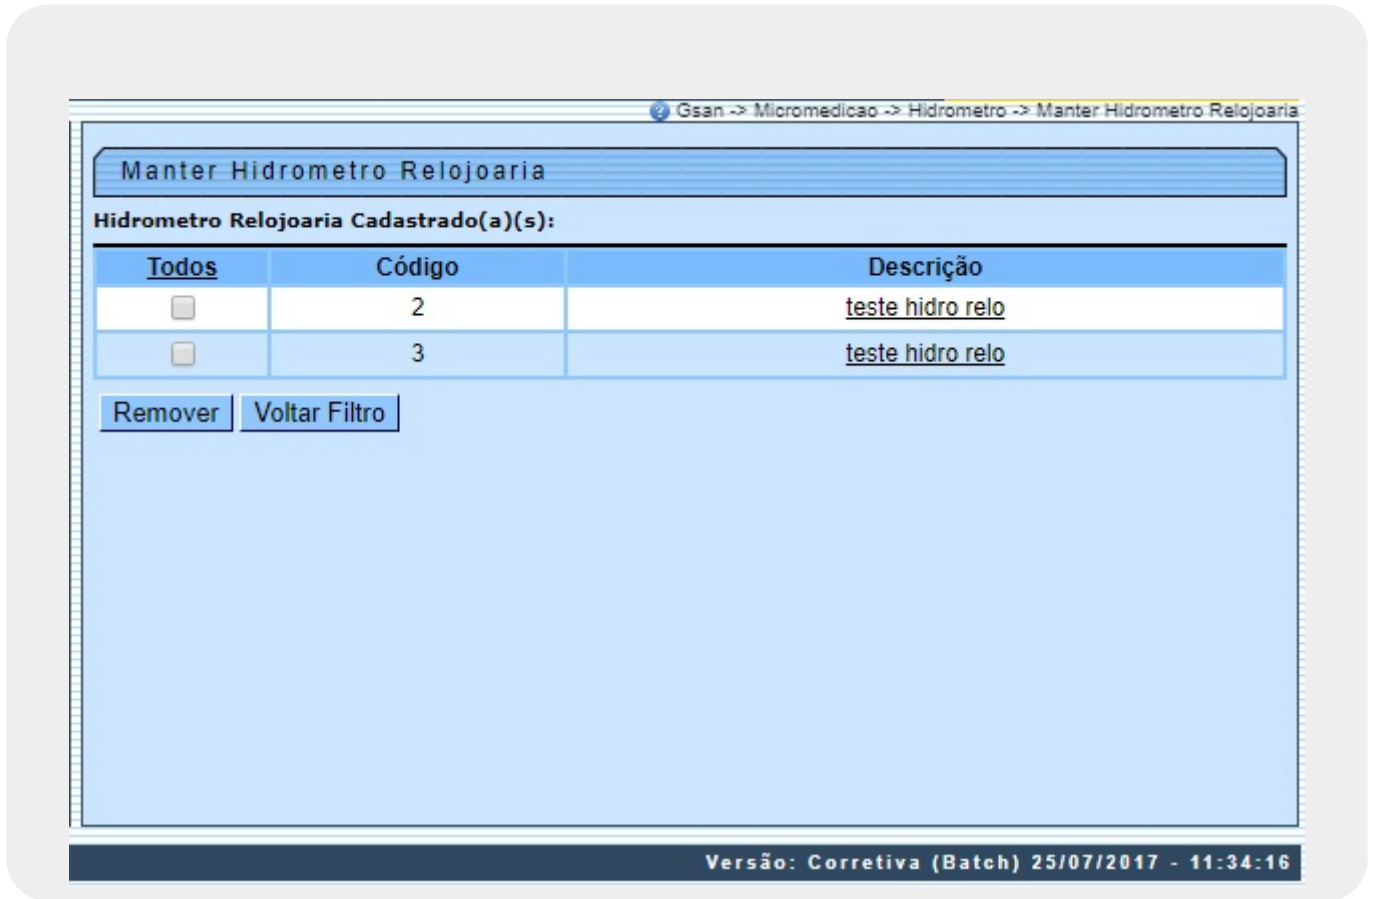 Gsan -> Micromedicao -> Hidrometro -> Manter Hidrometro Relojoaria
Manter Hidrometro Relojoaria
Hidrometro Relojoaria Cadastrado(a)(s):
Todos Código Descrição
2 teste hidro relo
3 teste hidro relo
Remover Voltar Filtro
Versão: Corretiva (Batch) 25/07/2017 - 11:34:16